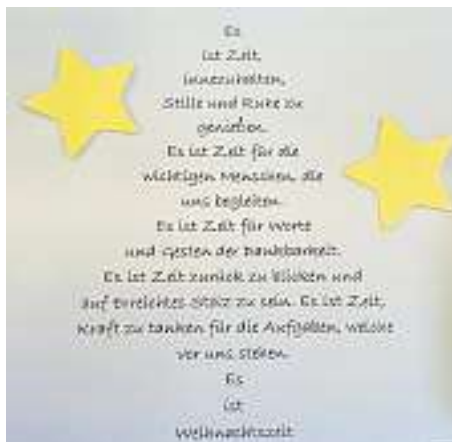 Es
ist Zeit,
innezuhalten,
Stille und Ruhe zu
genießen.
Es ist Zeit für die
wichtigen Menschen, die
uns begleiten.
Es ist Zeit für Worte
und Gesten der Dankbarkeit.
Es ist Zeit zurück zu blicken und
auf Erreichtes stolz zu sein. Es ist Zeit,
Kraft zu tanken für die Aufgaben, welche
vor uns stehen.
Es
ist
Weihnachtszeit